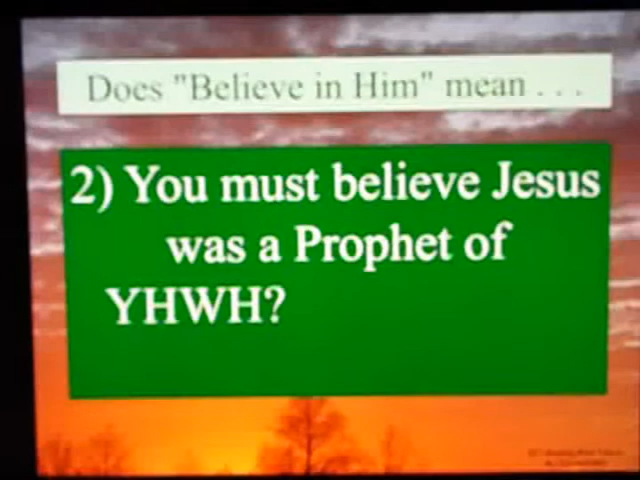 Does "Believe in Him" mean . . .
2) You must believe Jesus
was a Prophet of
YHWH?